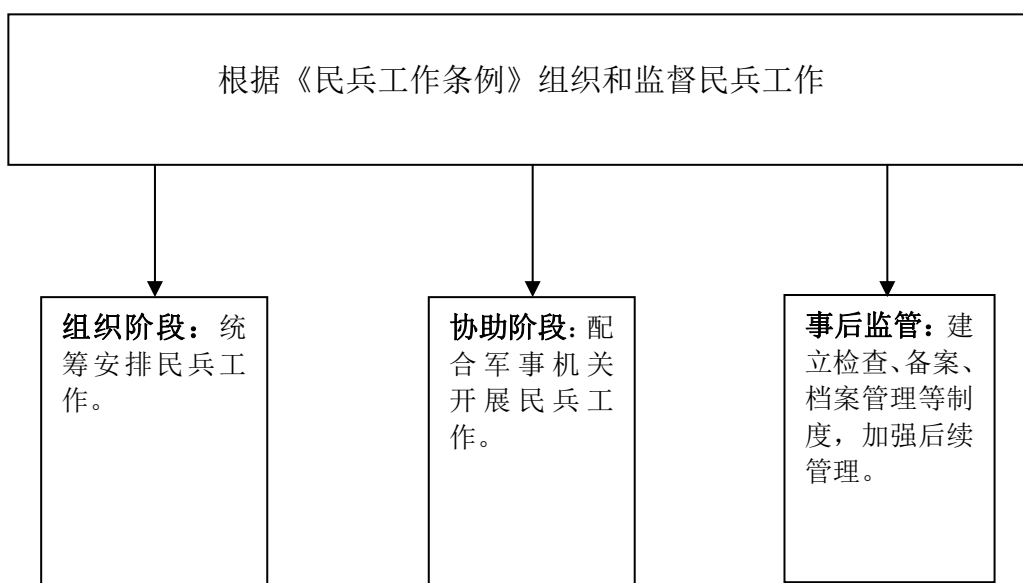 根据《民兵工作条例》组织和监督民兵工作
组织阶段：统
筹安排民兵工
作。
协助阶段：配
合军事机关
开展民兵工
作。
事后监管：建
立检查、备案、
档案管理等制
度，加强后续
管理。